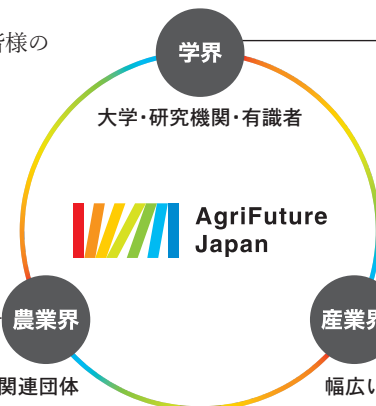 皆様の
学界
大学・研究機関・有識者
AgriFuture
Japan
農業界
産業界
関連団体
幅広い